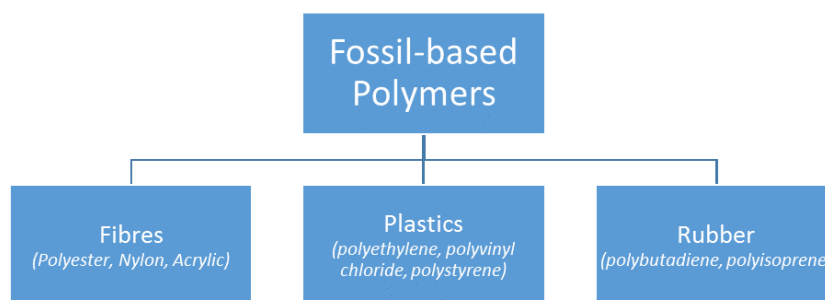 Fossil-based
Polymers
Fibres
(Polyester, Nylon, Acrylic)
Plastics
(polyethylene, polyvinyl
chloride, polystyrene)
Rubber
(polybutadiene, polyisoprene